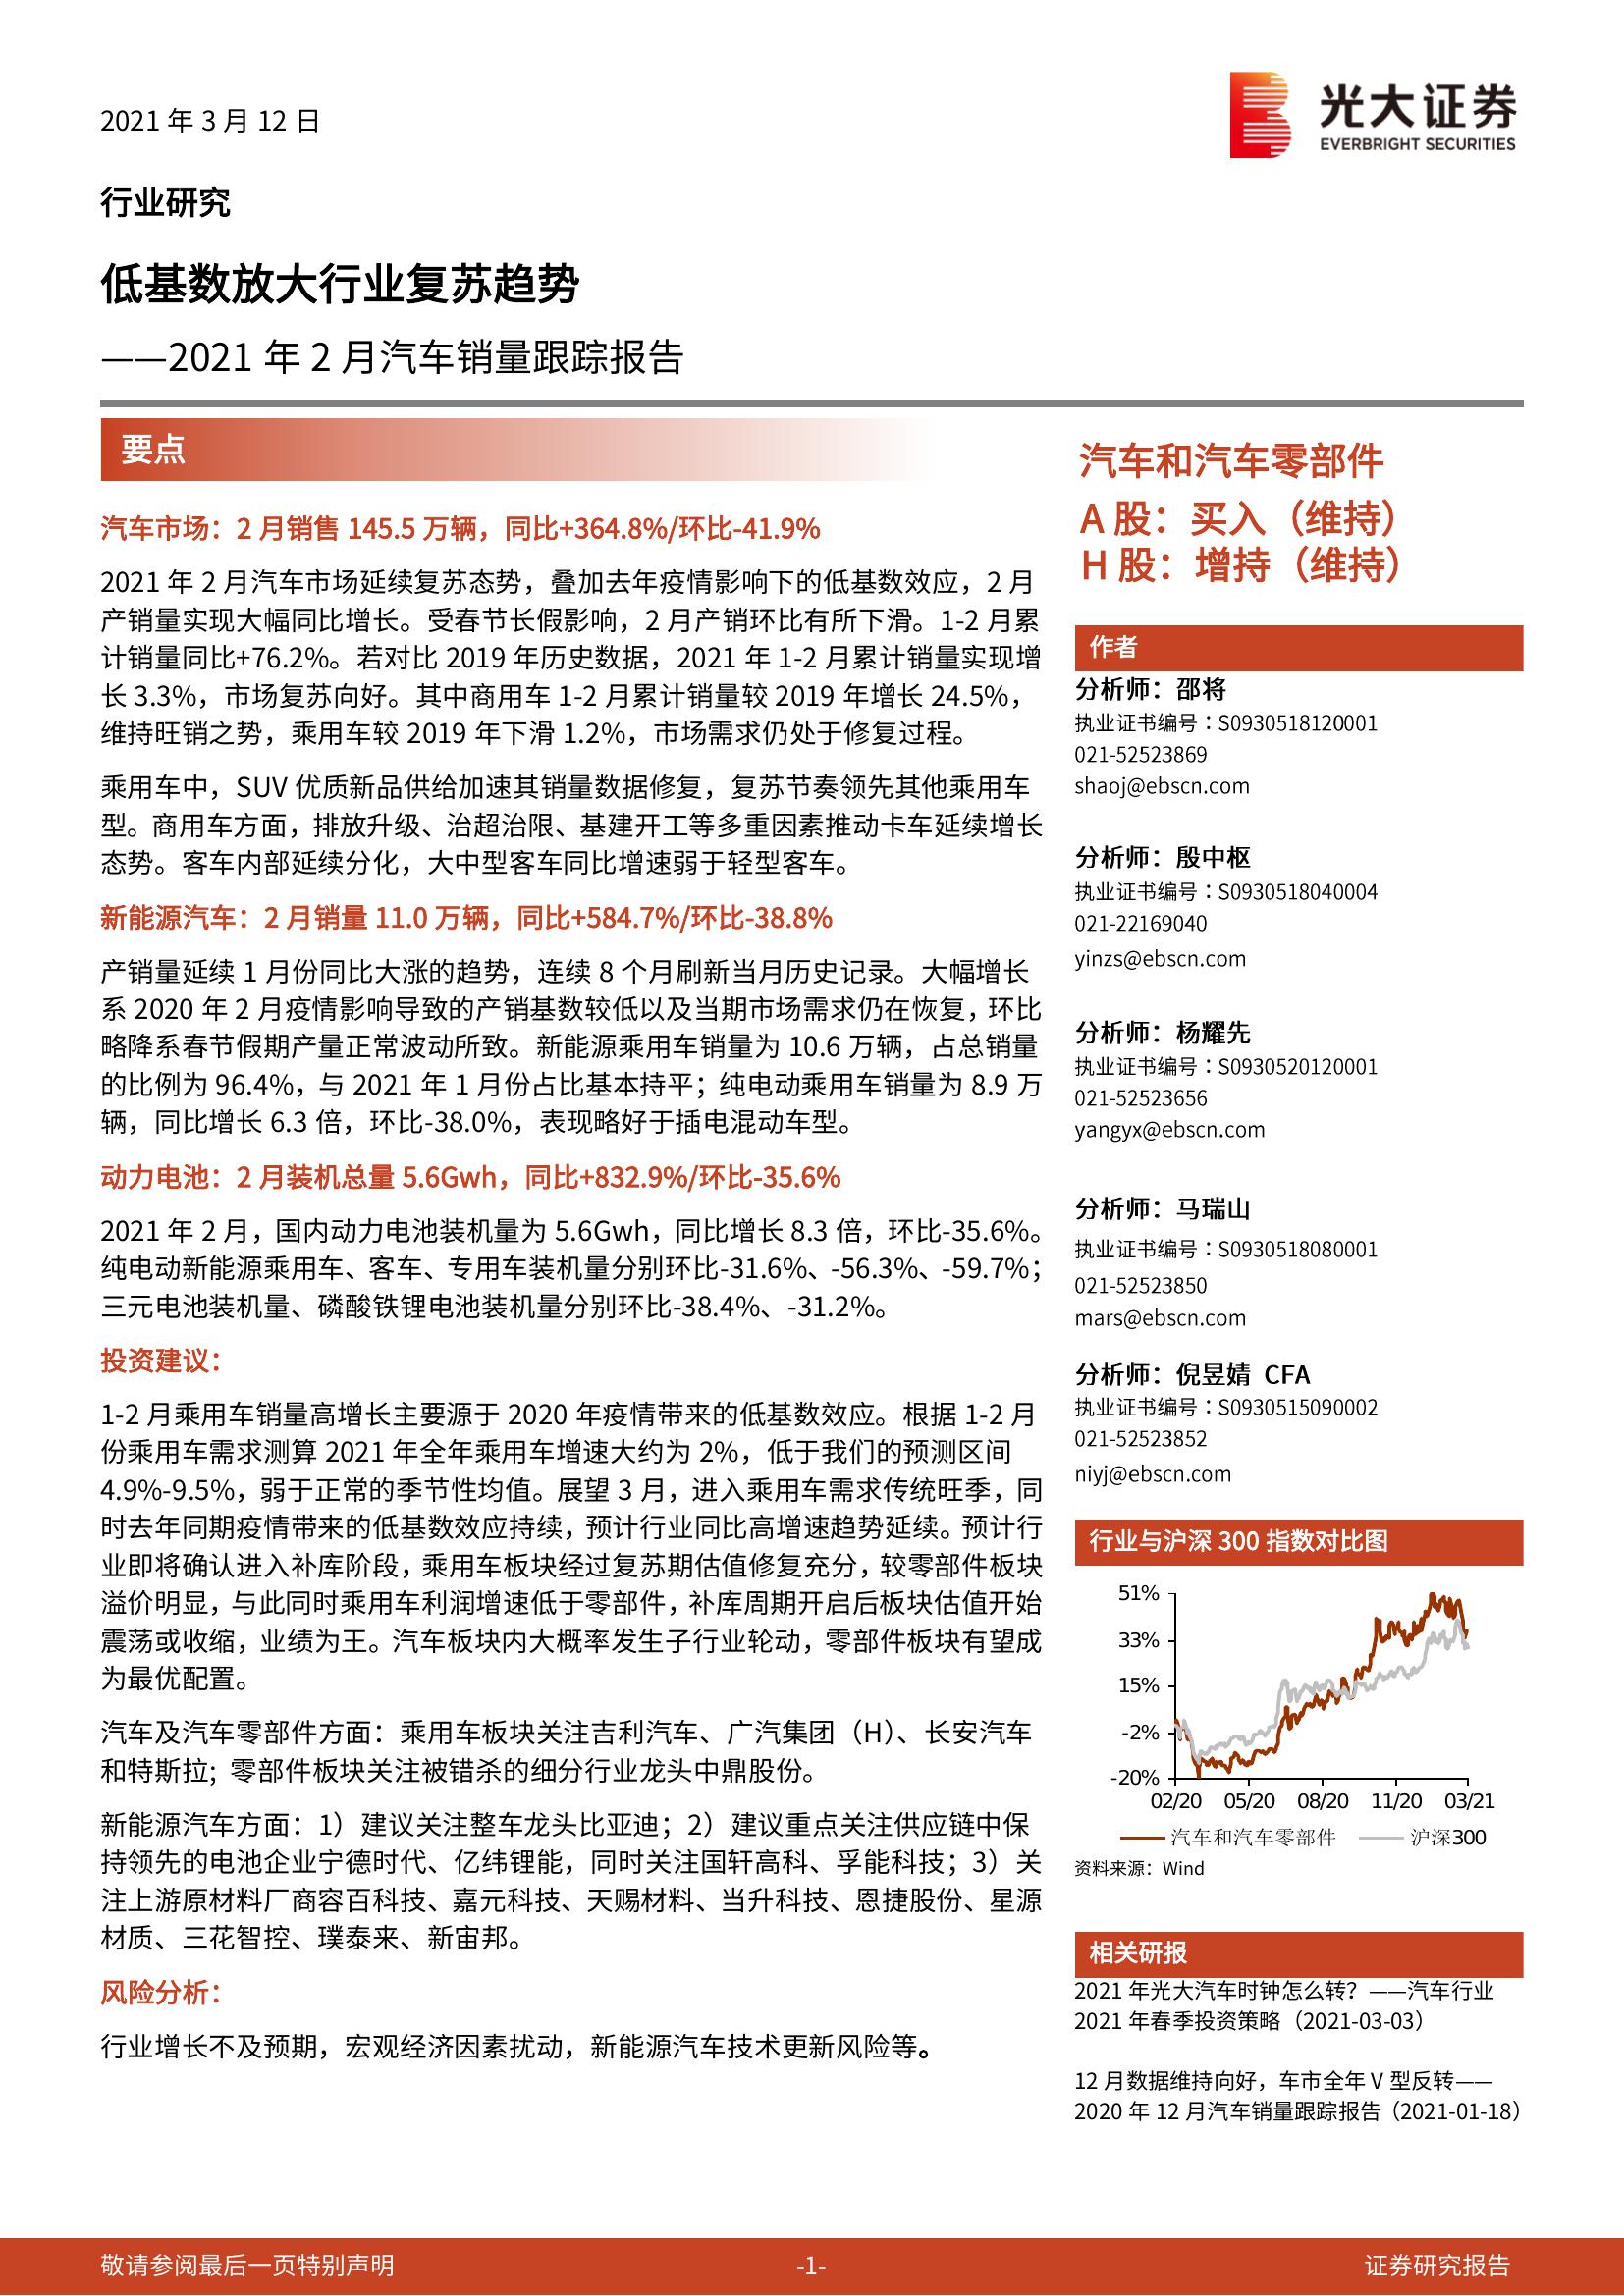 2021 年 3 月 12 日
光大证券
EVERBRIGHT SECURITIES
行业研究
低基数放大行业复苏趋势
——2021 年 2 月汽车销量跟踪报告
要点
汽车市场：2 月销售 145.5 万辆，同比+364.8%/环比-41.9%
2021 年 2 月汽车市场延续复苏态势，叠加去年疫情影响下的低基数效应，2 月
产销量实现大幅同比增长。受春节长假影响，2 月产销环比有所下滑。1-2 月累
计销量同比+76.2%。若对比 2019 年历史数据，2021 年 1-2 月累计销量实现增
长 3.3%，市场复苏向好。其中商用车 1-2 月累计销量较 2019 年增长 24.5%，
维持旺销之势，乘用车较 2019 年下滑 1.2%，市场需求仍处于修复过程。
乘用车中，SUV 优质新品供给加速其销量数据修复，复苏节奏领先其他乘用车
型。商用车方面，排放升级、治超治限、基建开工等多重因素推动卡车延续增长
态势。客车内部延续分化，大中型客车同比增速弱于轻型客车。
新能源汽车：2 月销量 11.0 万辆，同比+584.7%/环比-38.8%
产销量延续 1 月份同比大涨的趋势，连续 8 个月刷新当月历史记录。大幅增长
系 2020 年 2 月疫情影响导致的产销基数较低以及当期市场需求仍在恢复，环比
略降系春节假期产量正常波动所致。新能源乘用车销量为 10.6 万辆，占总销量
的比例为 96.4%，与 2021 年 1 月份占比基本持平；纯电动乘用车销量为 8.9 万
辆，同比增长 6.3 倍，环比-38.0%，表现略好于插电混动车型。
动力电池：2 月装机总量 5.6Gwh，同比+832.9%/环比-35.6%
2021 年 2 月，国内动力电池装机量为 5.6Gwh，同比增长 8.3 倍，环比-35.6%。
纯电动新能源乘用车、客车、专用车装机量分别环比-31.6%、-56.3%、-59.7%；
三元电池装机量、磷酸铁锂电池装机量分别环比-38.4%、-31.2%。
投资建议：
1-2 月乘用车销量高增长主要源于 2020 年疫情带来的低基数效应。根据 1-2 月
份乘用车需求测算 2021 年全年乘用车增速大约为 2%，低于我们的预测区间
4.9%-9.5%，弱于正常的季节性均值。展望 3 月，进入乘用车需求传统旺季，同
时去年同期疫情带来的低基数效应持续，预计行业同比高增速趋势延续。预计行
业即将确认进入补库阶段，乘用车板块经过复苏期估值修复充分，较零部件板块
溢价明显，与此同时乘用车利润增速低于零部件，补库周期开启后板块估值开始
震荡或收缩，业绩为王。汽车板块内大概率发生子行业轮动，零部件板块有望成
为最优配置。
汽车及汽车零部件方面：乘用车板块关注吉利汽车、广汽集团（H）、长安汽车
和特斯拉; 零部件板块关注被错杀的细分行业龙头中鼎股份。
新能源汽车方面：1）建议关注整车龙头比亚迪；2）建议重点关注供应链中保
持领先的电池企业宁德时代、亿纬锂能，同时关注国轩高科、孚能科技；3）关
注上游原材料厂商容百科技、嘉元科技、天赐材料、当升科技、恩捷股份、星源
材质、三花智控、璞泰来、新宙邦。
风险分析：
行业增长不及预期，宏观经济因素扰动，新能源汽车技术更新风险等。
汽车和汽车零部件
A 股：买入（维持）
H 股：增持（维持）
作者
分析师：邵将
执业证书编号：S0930518120001
021-52523869
shaoj@ebscn.com
分析师：殷中枢
执业证书编号：S0930518040004
021-22169040
yinzs@ebscn.com
分析师：杨耀先
执业证书编号：S0930520120001
021-52523656
yangyx@ebscn.com
分析师：马瑞山
执业证书编号：S0930518080001
021-52523850
mars@ebscn.com
分析师：倪昱婧 CFA
执业证书编号：S0930515090002
021-52523852
niyj@ebscn.com
行业与沪深 300 指数对比图
51%
33%
15%
-2%
-20%
02/20 05/20 08/20 11/20 03/21
汽车和汽车零部件 沪深300
资料来源：Wind
相关研报
2021 年光大汽车时钟怎么转？——汽车行业
2021 年春季投资策略（2021-03-03）
12 月数据维持向好，车市全年 V 型反转——
2020 年 12 月汽车销量跟踪报告（2021-01-18）
敬请参阅最后一页特别声明 -1- 证券研究报告